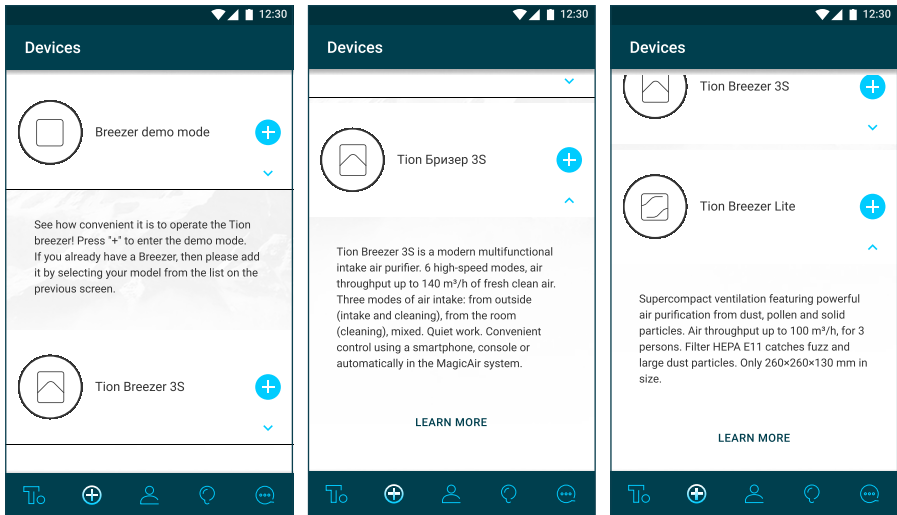 12:30
Devices
Breezer demo mode
See how convenient it is to operate the Tion
breezer! Press "+" to enter the demo mode.
If you already have a Breezer, then please add
it by selecting your model from the list on the
previous screen.
Tion Breezer 3S
12:30
Devices
Tion Бризер 3S
Tion Breezer 3S is a modern multifunctional
intake air purifier. 6 high-speed modes, air
throughput up to 140 m³/h of fresh clean air.
Three modes of air intake: from outside
(intake and cleaning), from the room
(cleaning), mixed. Quiet work. Convenient
control using a smartphone, console or
automatically in the MagicAir system.
LEARN MORE
12:30
Devices
Tion Breezer 3S
Tion Breezer Lite
Supercompact ventilation featuring powerful
air purification from dust, pollen and solid
particles. Air throughput up to 100 m³/h, for 3
persons. Filter HEPA E11 catches fuzz and
large dust particles. Only 260×260×130 mm in
size.
LEARN MORE